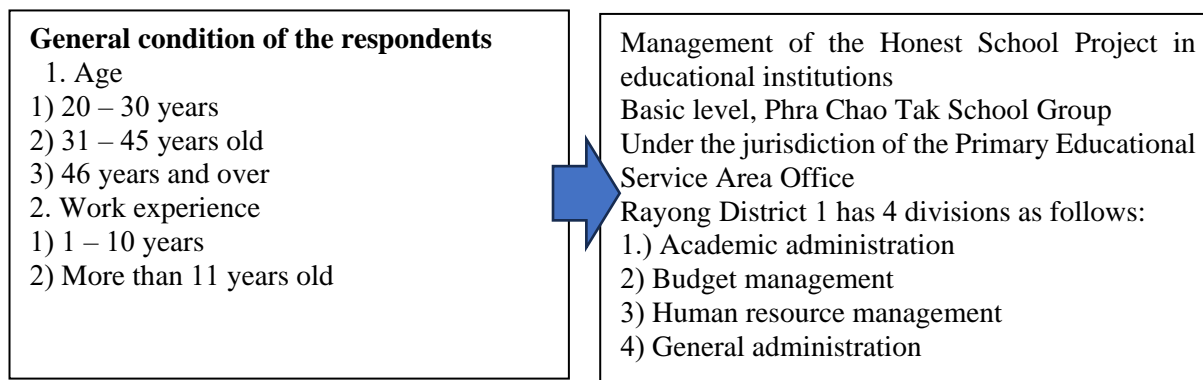 General condition of the respondents
1. Age
1) 20 – 30 years
2) 31 – 45 years old
3) 46 years and over
2. Work experience
1) 1 – 10 years
2) More than 11 years old
Management of the Honest School Project in
educational institutions
Basic level, Phra Chao Tak School Group
Under the jurisdiction of the Primary Educational
Service Area Office
Rayong District 1 has 4 divisions as follows:
1.) Academic administration
2) Budget management
3) Human resource management
4) General administration